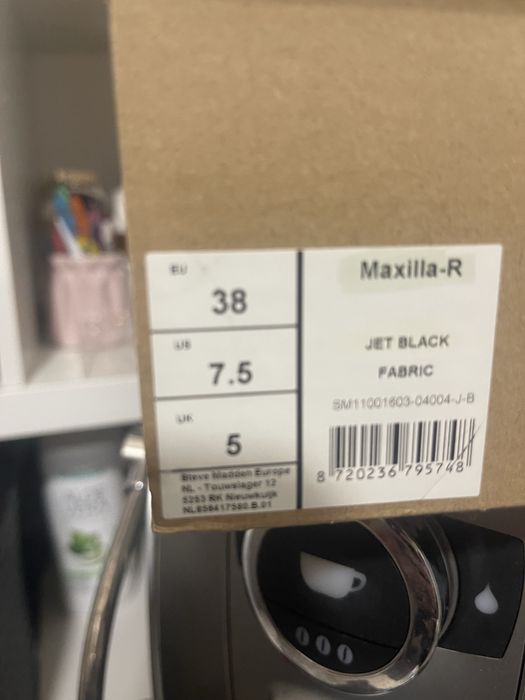 EU
38
US
7.5
UK
5
Steve Madden Europe
NL - Touwslager 12
5253 RK Nieuwkuijk
NL856417580.B.01
Maxilla-R
JET BLACK
FABRIC
SM11001603-04004-J-B
8 720236 795748